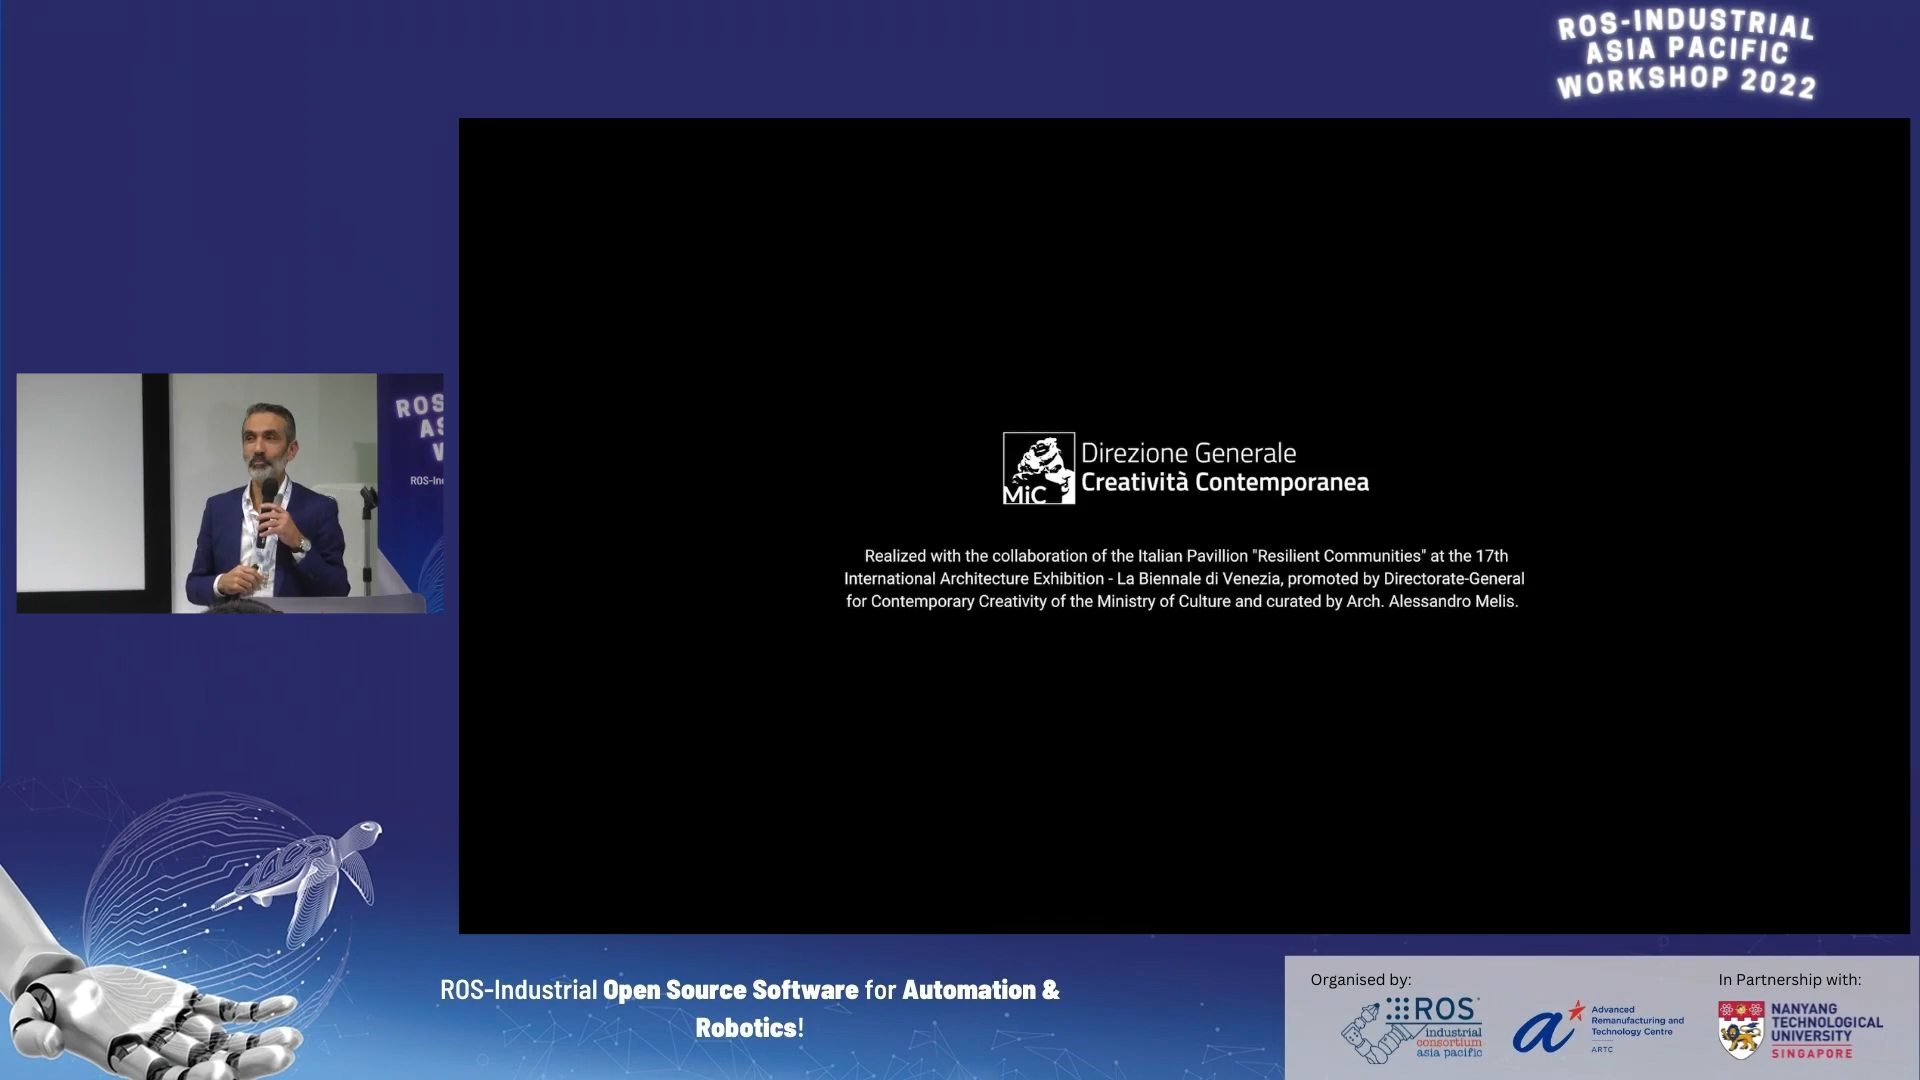 ROS-INDUSTRIAL
ASIA PACIFIC
WORKSHOP 2022
ROS
AS
W
ROS-In
MiC
Direzione Generale
Creatività Contemporanea
Realized with the collaboration of the Italian Pavillion "Resilient Communities" at the 17th
International Architecture Exhibition - La Biennale di Venezia, promoted by Directorate-General
for Contemporary Creativity of the Ministry of Culture and curated by Arch. Alessandro Melis.
ROS-Industrial Open Source Software for Automation &
Robotics!
Organised by:
ROS
industrial
consortium
asia pacific
a
Advanced
Remanufacturing and
Technology Centre
ARTC
In Partnership with:
NANYANG
TECHNOLOGICAL
UNIVERSITY
SINGAPORE